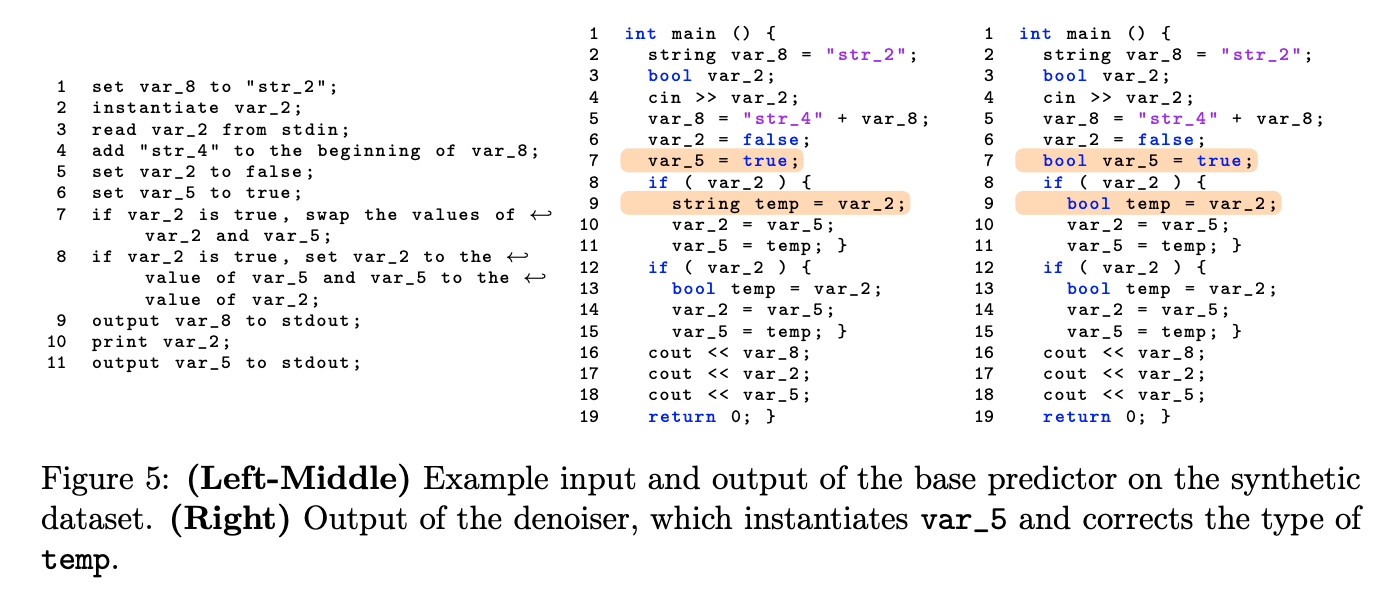 1 set var_8 to "str_2";
2 instantiate var_2;
3 read var_2 from stdin;
4 add "str_4" to the beginning of var_8;
5 set var_2 to false;
6 set var_5 to true;
7 if var_2 is true, swap the values of ↩
var_2 and var_5;
8 if var_2 is true, set var_2 to the ↩
value of var_5 and var_5 to the ↩
value of var_2;
9 output var_8 to stdout;
10 print var_2;
11 output var_5 to stdout;
1 int main () {
2 string var_8 = "str_2";
3 bool var_2;
4 cin >> var_2;
5 var_8 = "str_4" + var_8;
6 var_2 = false;
7 var_5 = true;
8 if ( var_2 ) {
9 string temp = var_2;
10 var_2 = var_5;
11 var_5 = temp; }
12 if ( var_2 ) {
13 bool temp = var_2;
14 var_2 = var_5;
15 var_5 = temp; }
16 cout << var_8;
17 cout << var_2;
18 cout << var_5;
19 return 0; }
1 int main () {
2 string var_8 = "str_2";
3 bool var_2;
4 cin >> var_2;
5 var_8 = "str_4" + var_8;
6 var_2 = false;
7 bool var_5 = true;
8 if ( var_2 ) {
9 bool temp = var_2;
10 var_2 = var_5;
11 var_5 = temp; }
12 if ( var_2 ) {
13 bool temp = var_2;
14 var_2 = var_5;
15 var_5 = temp; }
16 cout << var_8;
17 cout << var_2;
18 cout << var_5;
19 return 0; }
Figure 5: (Left-Middle) Example input and output of the base predictor on the synthetic
dataset. (Right) Output of the denoiser, which instantiates var_5 and corrects the type of
temp.